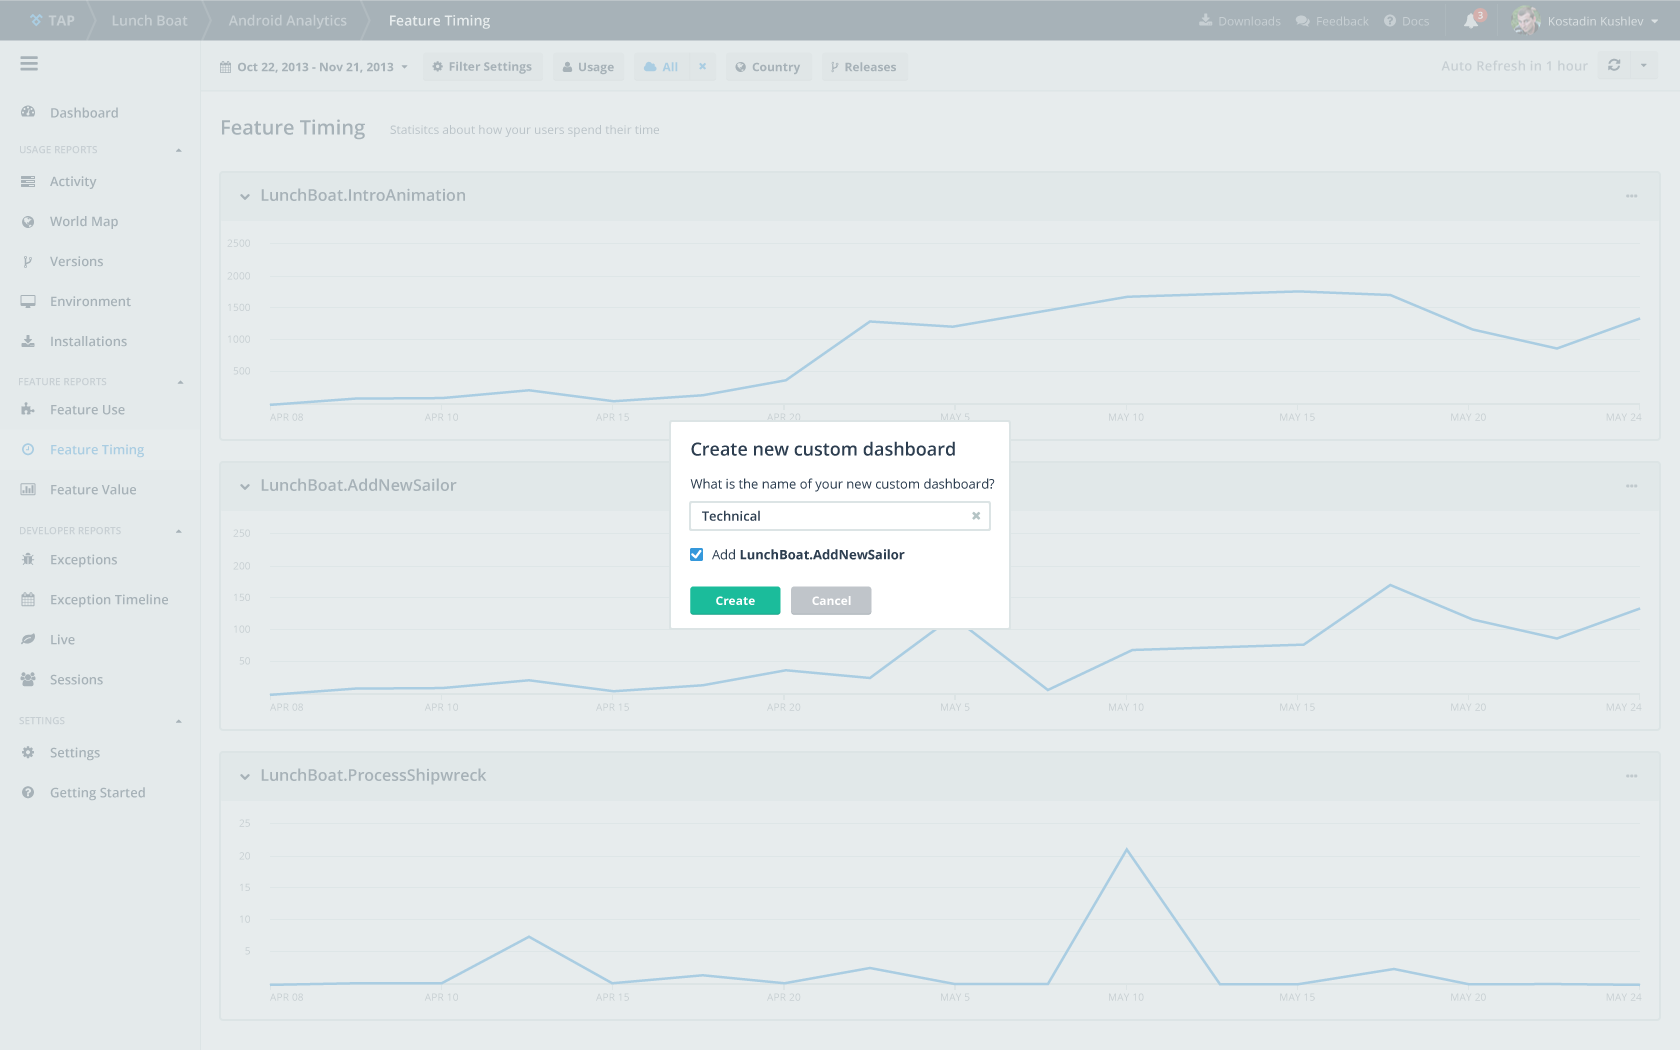 TAP
Lunch Boat
Android Analytics
Feature Timing
Downloads
Feedback
Docs
3
Kostadin Kushlev
Oct 22, 2013 - Nov 21, 2013
Filter Settings
Usage
All
Country
Releases
Auto Refresh in 1 hour
Dashboard
USAGE REPORTS
Activity
World Map
Versions
Environment
Installations
FEATURE REPORTS
Feature Use
Feature Timing
Feature Value
DEVELOPER REPORTS
Exceptions
Exception Timeline
Live
Sessions
SETTINGS
Settings
Getting Started
Feature Timing
Statisitcs about how your users spend their time
LunchBoat.IntroAnimation
2500
2000
1500
1000
500
APR 08 APR 10 APR 15 APR 20 MAY 5 MAY 10 MAY 15 MAY 20 MAY 24
Create new custom dashboard
What is the name of your new custom dashboard?
Technical
Add LunchBoat.AddNewSailor
Create
Cancel
LunchBoat.AddNewSailor
250
200
150
100
50
APR 08 APR 10 APR 15 APR 20 MAY 5 MAY 10 MAY 15 MAY 20 MAY 24
LunchBoat.ProcessShipwreck
25
20
15
10
5
APR 08 APR 10 APR 15 APR 20 MAY 5 MAY 10 MAY 15 MAY 20 MAY 24